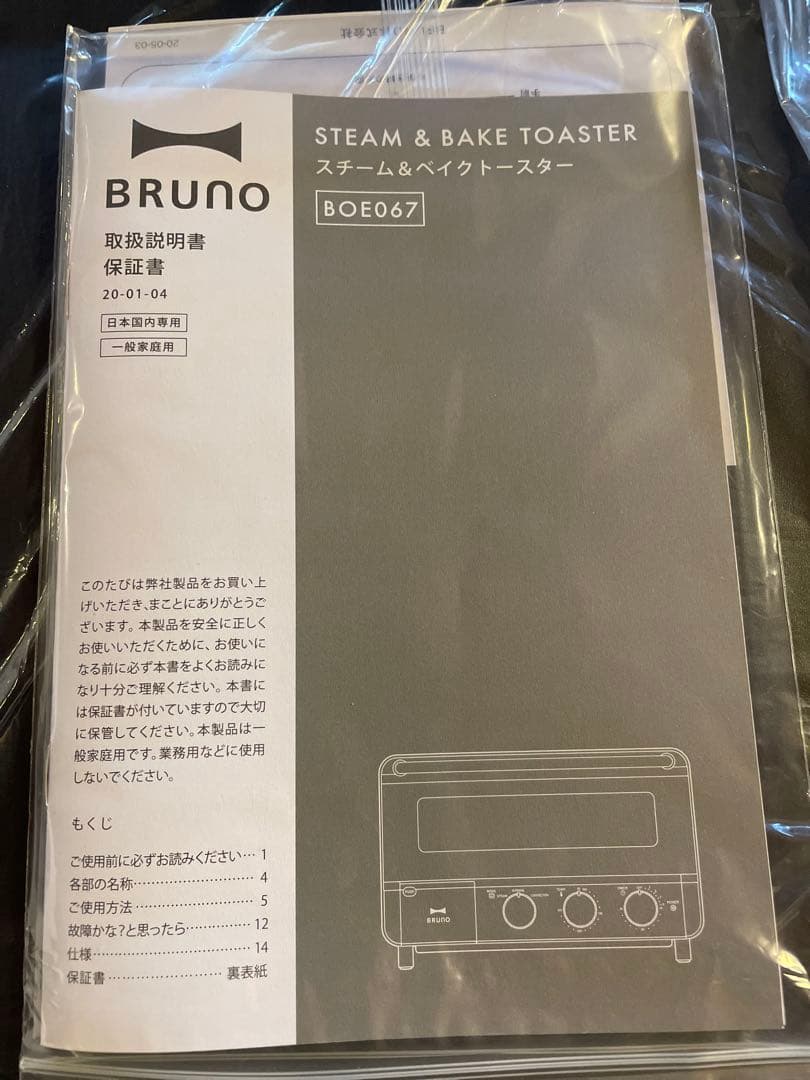 20-08-03
BRUNO
取扱説明書
保証書
20-01-04
日本国内専用
一般家庭用
STEAM & BAKE TOASTER
スチーム&ベイクトースター
BOE067
このたびは弊社製品をお買い上
げいただき、まことにありがとうご
ざいます。本製品を安全に正しく
お使いいただくために、お使いに
なる前に必ず本書をよくお読みに
なり十分ご理解ください。本書に
は保証書が付いていますので大切
に保管してください。本製品は一
般家庭用です。業務用などに使用
しないでください。
もくじ
ご使用前に必ずお読みください… 1
各部の名称……………………… 4
ご使用方法……………………… 5
故障かな?と思ったら………… 12
仕様…………………………… 14
保証書…………………… 裏表紙
PUSH
BRUNO
STEAM
NORMAL
CONVECTION
POWER